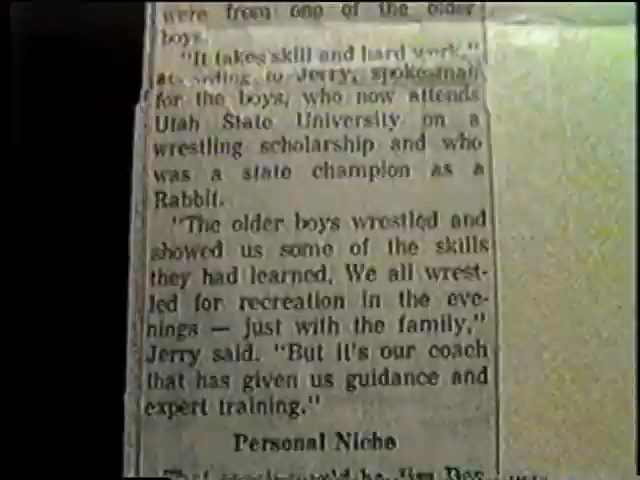 were from one of the older
boys.
"It takes skill and hard work,"
according to Jerry, spokesman
for the boys, who now attends
Utah State University on a
wrestling scholarship and who
was a state champion as a
Rabbit.
"The older boys wrestled and
showed us some of the skills
they had learned. We all wrest-
led for recreation in the eve-
nings — just with the family,"
Jerry said. "But it's our coach
that has given us guidance and
expert training."
Personal Niche